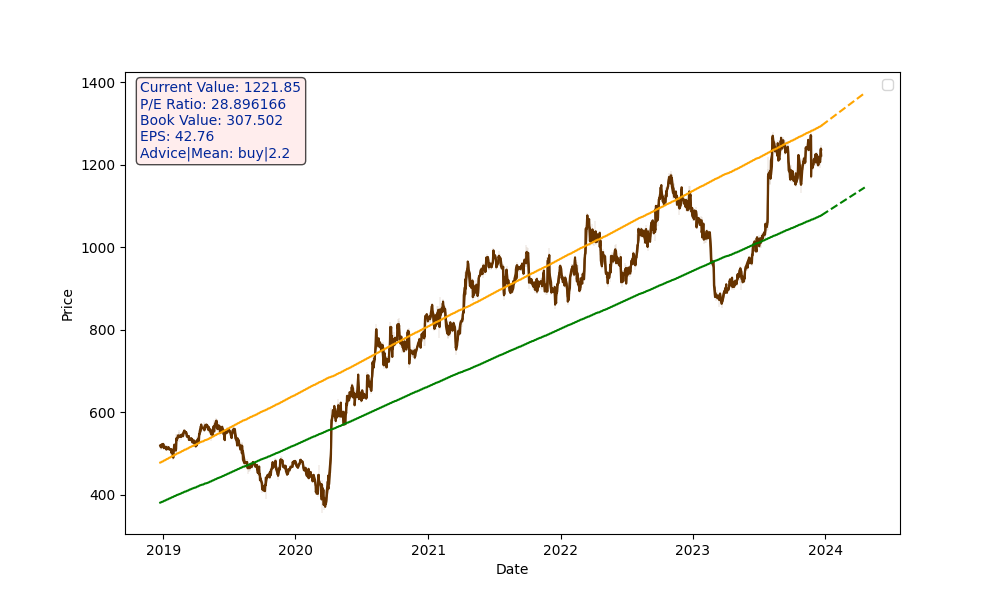 Current Value: 1221.85
P/E Ratio: 28.896166
Book Value: 307.502
EPS: 42.76
Advice|Mean: buy|2.2
1400
1200
1000
800
600
400
Price
2019 2020 2021 2022 2023 2024
Date